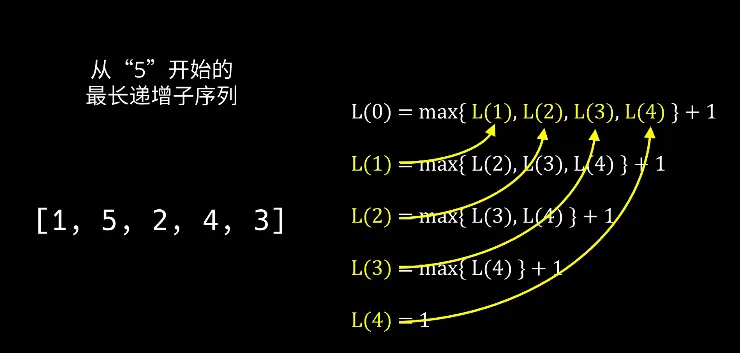 从“5”开始的
最长递增子序列
[1, 5, 2, 4, 3]
L(0) = max{ L(1), L(2), L(3), L(4) } + 1
L(1) = max{ L(2), L(3), L(4) } + 1
L(2) = max{ L(3), L(4) } + 1
L(3) = max{ L(4) } + 1
L(4) = 1